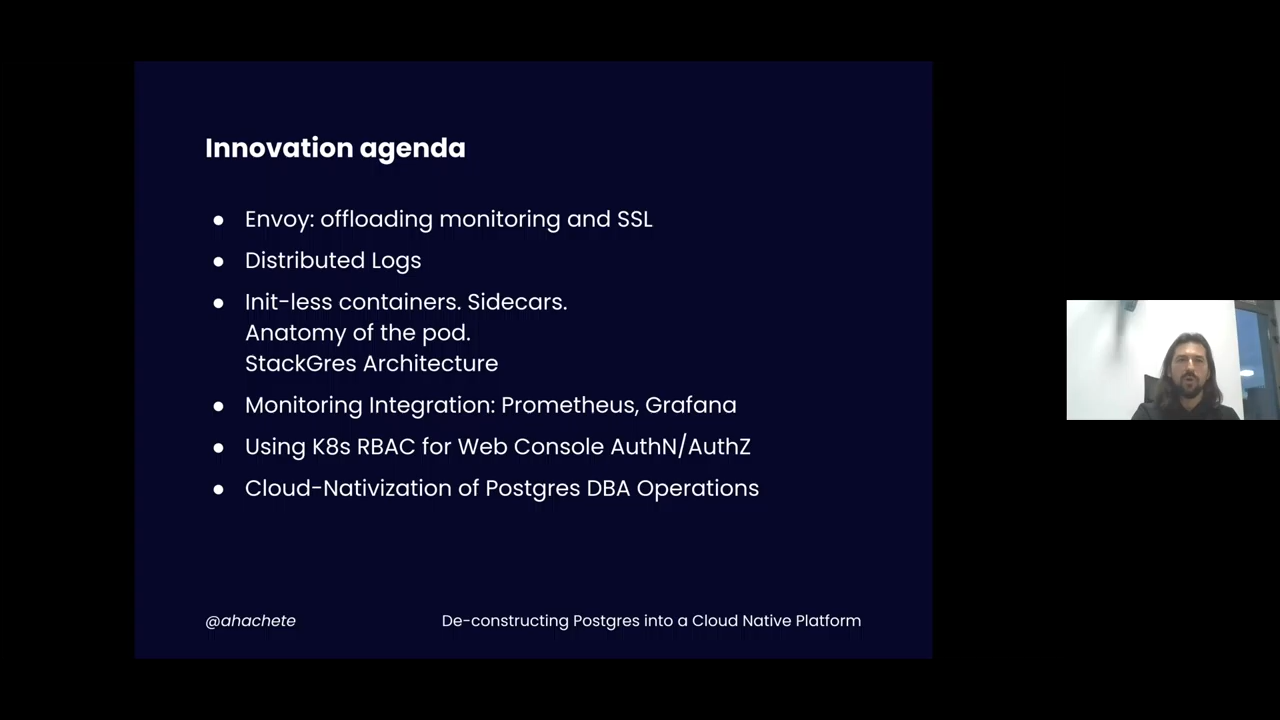 Innovation agenda
● Envoy: offloading monitoring and SSL
● Distributed Logs
● Init-less containers. Sidecars.
Anatomy of the pod.
StackGres Architecture
● Monitoring Integration: Prometheus, Grafana
● Using K8s RBAC for Web Console AuthN/AuthZ
● Cloud-Nativization of Postgres DBA Operations
@ahachete
De-constructing Postgres into a Cloud Native Platform